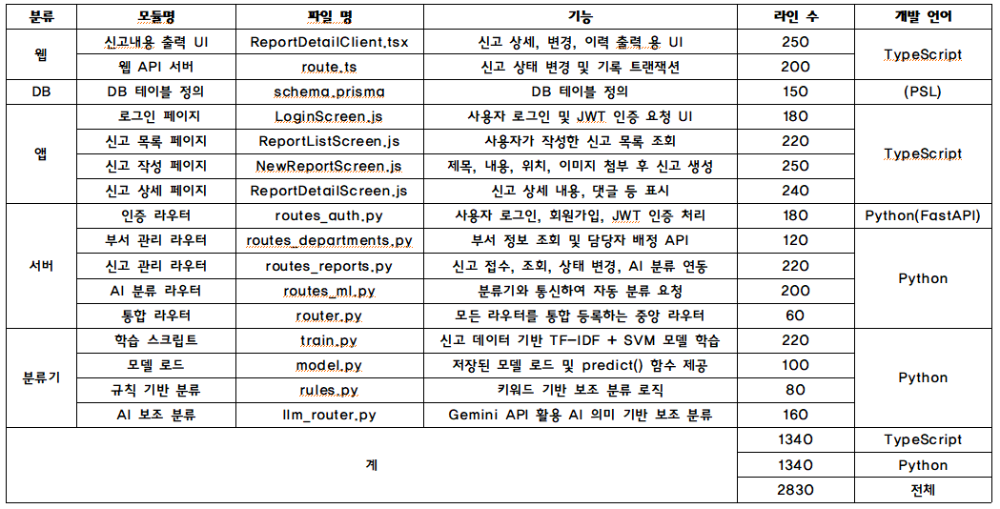 분류 모듈명 파일 명 기능 라인 수 개발 언어
웹 신고내용 출력 UI ReportDetailClient.tsx 신고 상세, 변경, 이력 출력 용 UI 250 TypeScript
웹 API 서버 route.ts 신고 상태 변경 및 기록 트랜잭션 200
DB DB 테이블 정의 schema.prisma DB 테이블 정의 150 (PSL)
앱 로그인 페이지 LoginScreen.js 사용자 로그인 및 JWT 인증 요청 UI 180 TypeScript
신고 목록 페이지 ReportListScreen.js 사용자가 작성한 신고 목록 조회 220
신고 작성 페이지 NewReportScreen.js 제목, 내용, 위치, 이미지 첨부 후 신고 생성 250
신고 상세 페이지 ReportDetailScreen.js 신고 상세 내용, 댓글 등 표시 240
서버 인증 라우터 routes_auth.py 사용자 로그인, 회원가입, JWT 인증 처리 180 Python(FastAPI)
부서 관리 라우터 routes_departments.py 부서 정보 조회 및 담당자 배정 API 120 Python
신고 관리 라우터 routes_reports.py 신고 접수, 조회, 상태 변경, AI 분류 연동 220
AI 분류 라우터 routes_ml.py 분류기와 통신하여 자동 분류 요청 200
통합 라우터 router.py 모든 라우터를 통합 등록하는 중앙 라우터 60
분류기 학습 스크립트 train.py 신고 데이터 기반 TF-IDF + SVM 모델 학습 220 Python
모델 로드 model.py 저장된 모델 로드 및 predict() 함수 제공 100
규칙 기반 분류 rules.py 키워드 기반 보조 분류 로직 80
AI 보조 분류 llm_router.py Gemini API 활용 AI 의미 기반 보조 분류 160
계 1340 TypeScript
1340 Python
2830 전체